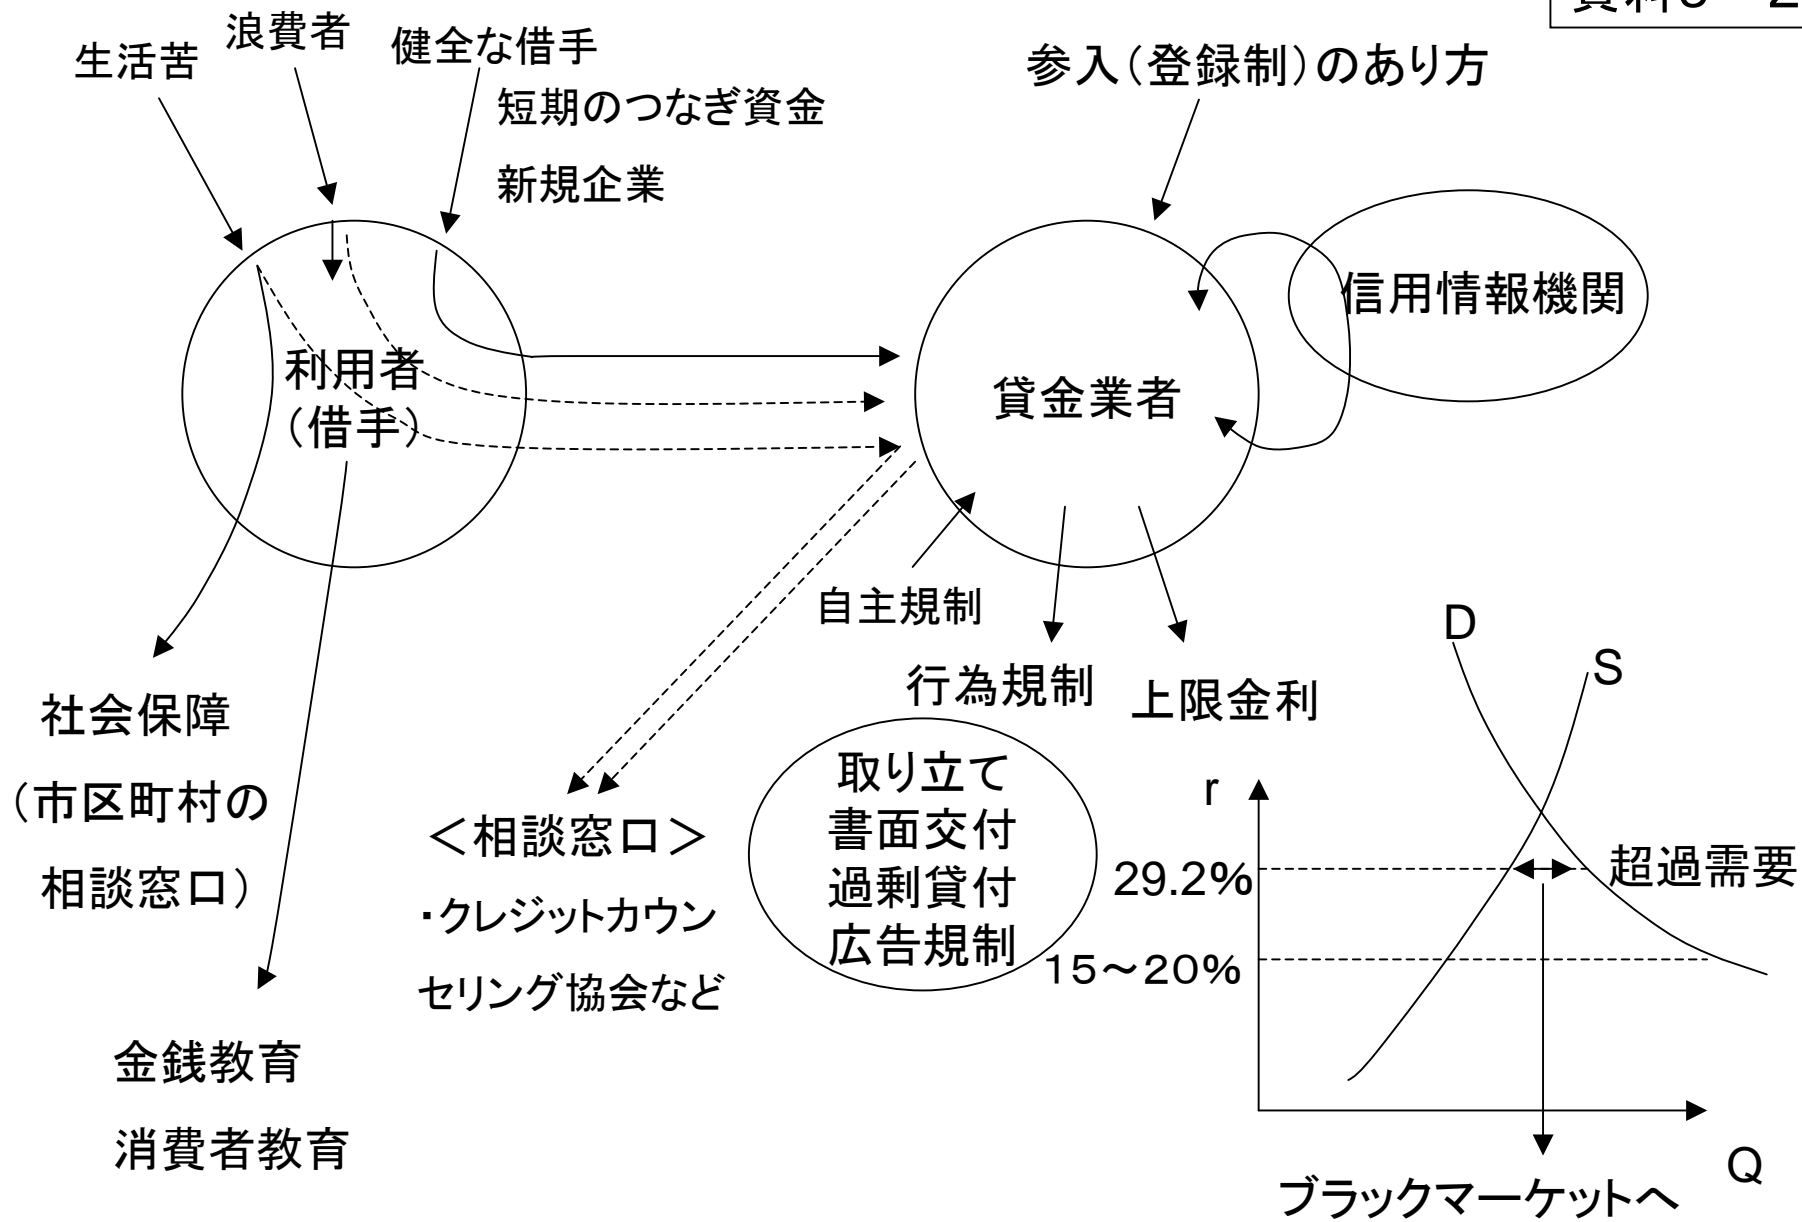 生活苦
浪費者
健全な借手
短期のつなぎ資金
新規企業
参入（登録制）のあり方
利用者
（借手）
貸金業者
信用情報機関
自主規制
行為規制
上限金利
社会保障
（市区町村の
相談窓口）
金銭教育
消費者教育
＜相談窓口＞
・クレジットカウン
セリング協会など
取り立て
書面交付
過剰貸付
広告規制
D
S
r
29.2%
超過需要
15～20%
Q
ブラックマーケットへ